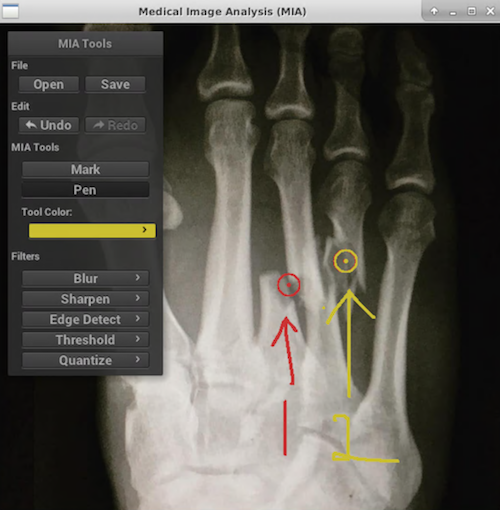 Medical Image Analysis (MIA)
MIA Tools
File
Open Save
Edit
Undo Redo
MIA Tools
Mark
Pen
Tool Color:
Filters
Blur
Sharpen
Edge Detect
Threshold
Quantize
1 2